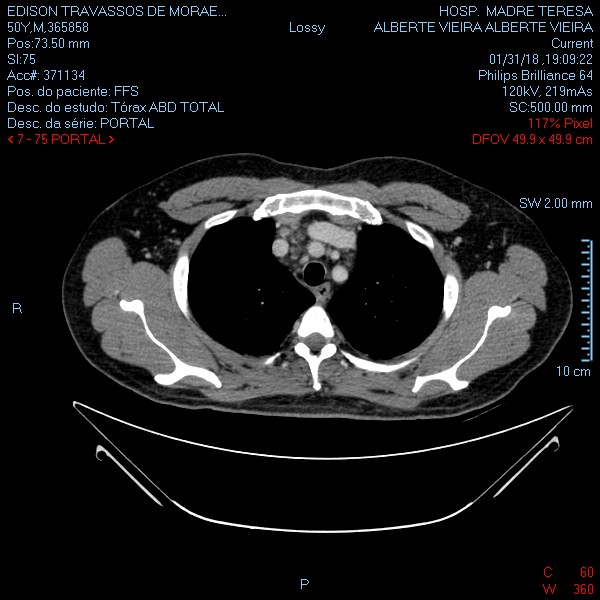 EDISON TRAVASSOS DE MORAE...
50Y,M,365858
Pos:73.50 mm
SI:75
Acc#: 371134
Pos. do paciente: FFS
Desc. do estudo: Tórax ABD TOTAL
Desc. da série: PORTAL
< 7 - 75 PORTAL >
Lossy
HOSP. MADRE TERESA
ALBERTE VIEIRA ALBERTE VIEIRA
Current
01/31/18 ,19:09:22
Philips Brilliance 64
120kV, 219mAs
SC:500.00 mm
117% Pixel
DFOV 49.9 x 49.9 cm
SW 2.00 mm
R
10 cm
P
C 60
W 360